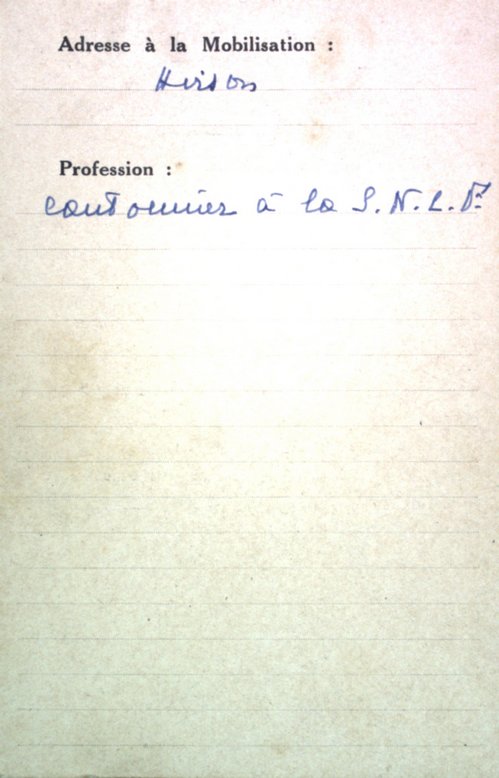 Adresse à la Mobilisation :
Hirson
Profession :
cantonnier à la S.N.C.F.